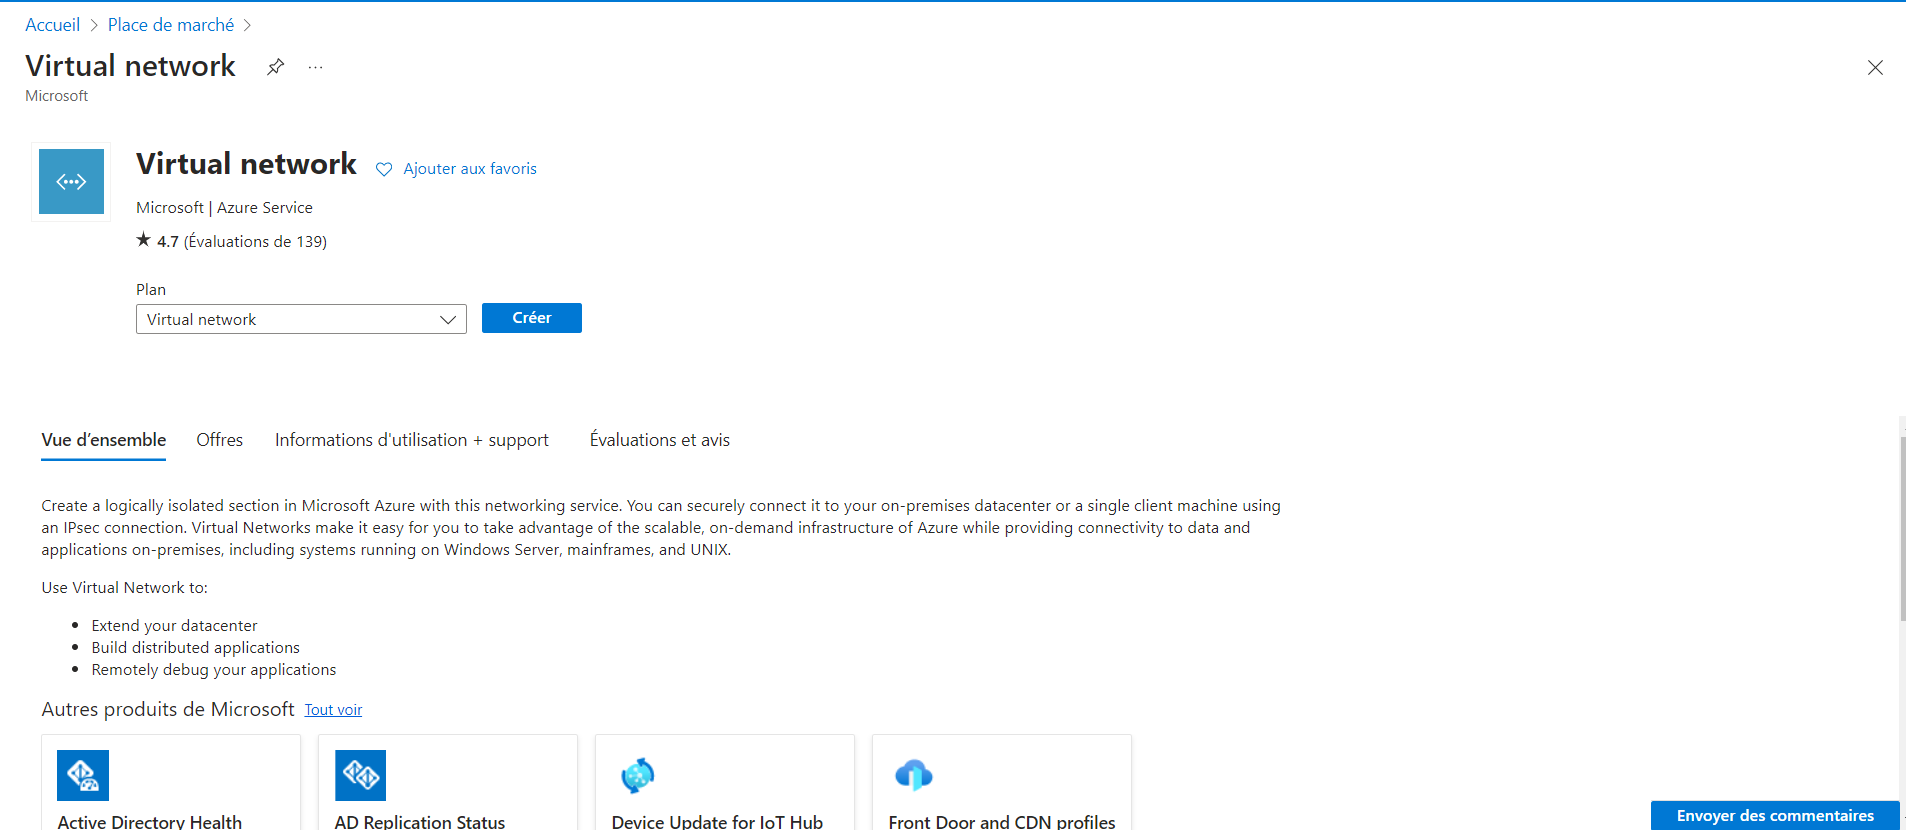 Accueil > Place de marché >
Virtual network ...
Microsoft
Virtual network Ajouter aux favoris
Microsoft | Azure Service
★ 4.7 (Évaluations de 139)
Plan
Virtual network Créer
Vue d’ensemble Offres Informations d'utilisation + support Évaluations et avis
Create a logically isolated section in Microsoft Azure with this networking service. You can securely connect it to your on-premises datacenter or a single client machine using
an IPsec connection. Virtual Networks make it easy for you to take advantage of the scalable, on-demand infrastructure of Azure while providing connectivity to data and
applications on-premises, including systems running on Windows Server, mainframes, and UNIX.
Use Virtual Network to:
• Extend your datacenter
• Build distributed applications
• Remotely debug your applications
Autres produits de Microsoft Tout voir
Active Directory Health AD Replication Status Device Update for IoT Hub Front Door and CDN profiles
Envoyer des commentaires